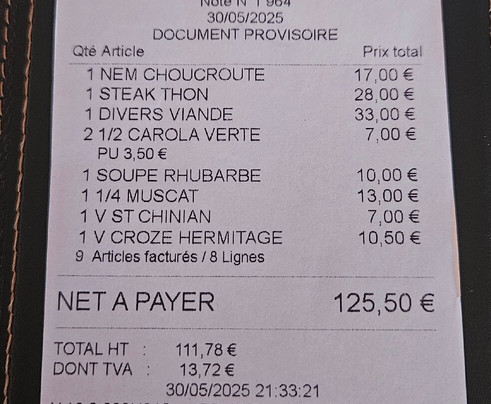 Note N° 1 964
30/05/2025
DOCUMENT PROVISOIRE
Qté Article Prix total
1 NEM CHOUCROUTE 17,00 €
1 STEAK THON 28,00 €
1 DIVERS VIANDE 33,00 €
2 1/2 CAROLA VERTE 7,00 €
PU 3,50 €
1 SOUPE RHUBARBE 10,00 €
1 1/4 MUSCAT 13,00 €
1 V ST CHINIAN 7,00 €
1 V CROZE HERMITAGE 10,50 €
9 Articles facturés / 8 Lignes
NET A PAYER 125,50 €
TOTAL HT : 111,78 €
DONT TVA : 13,72 €
30/05/2025 21:33:21